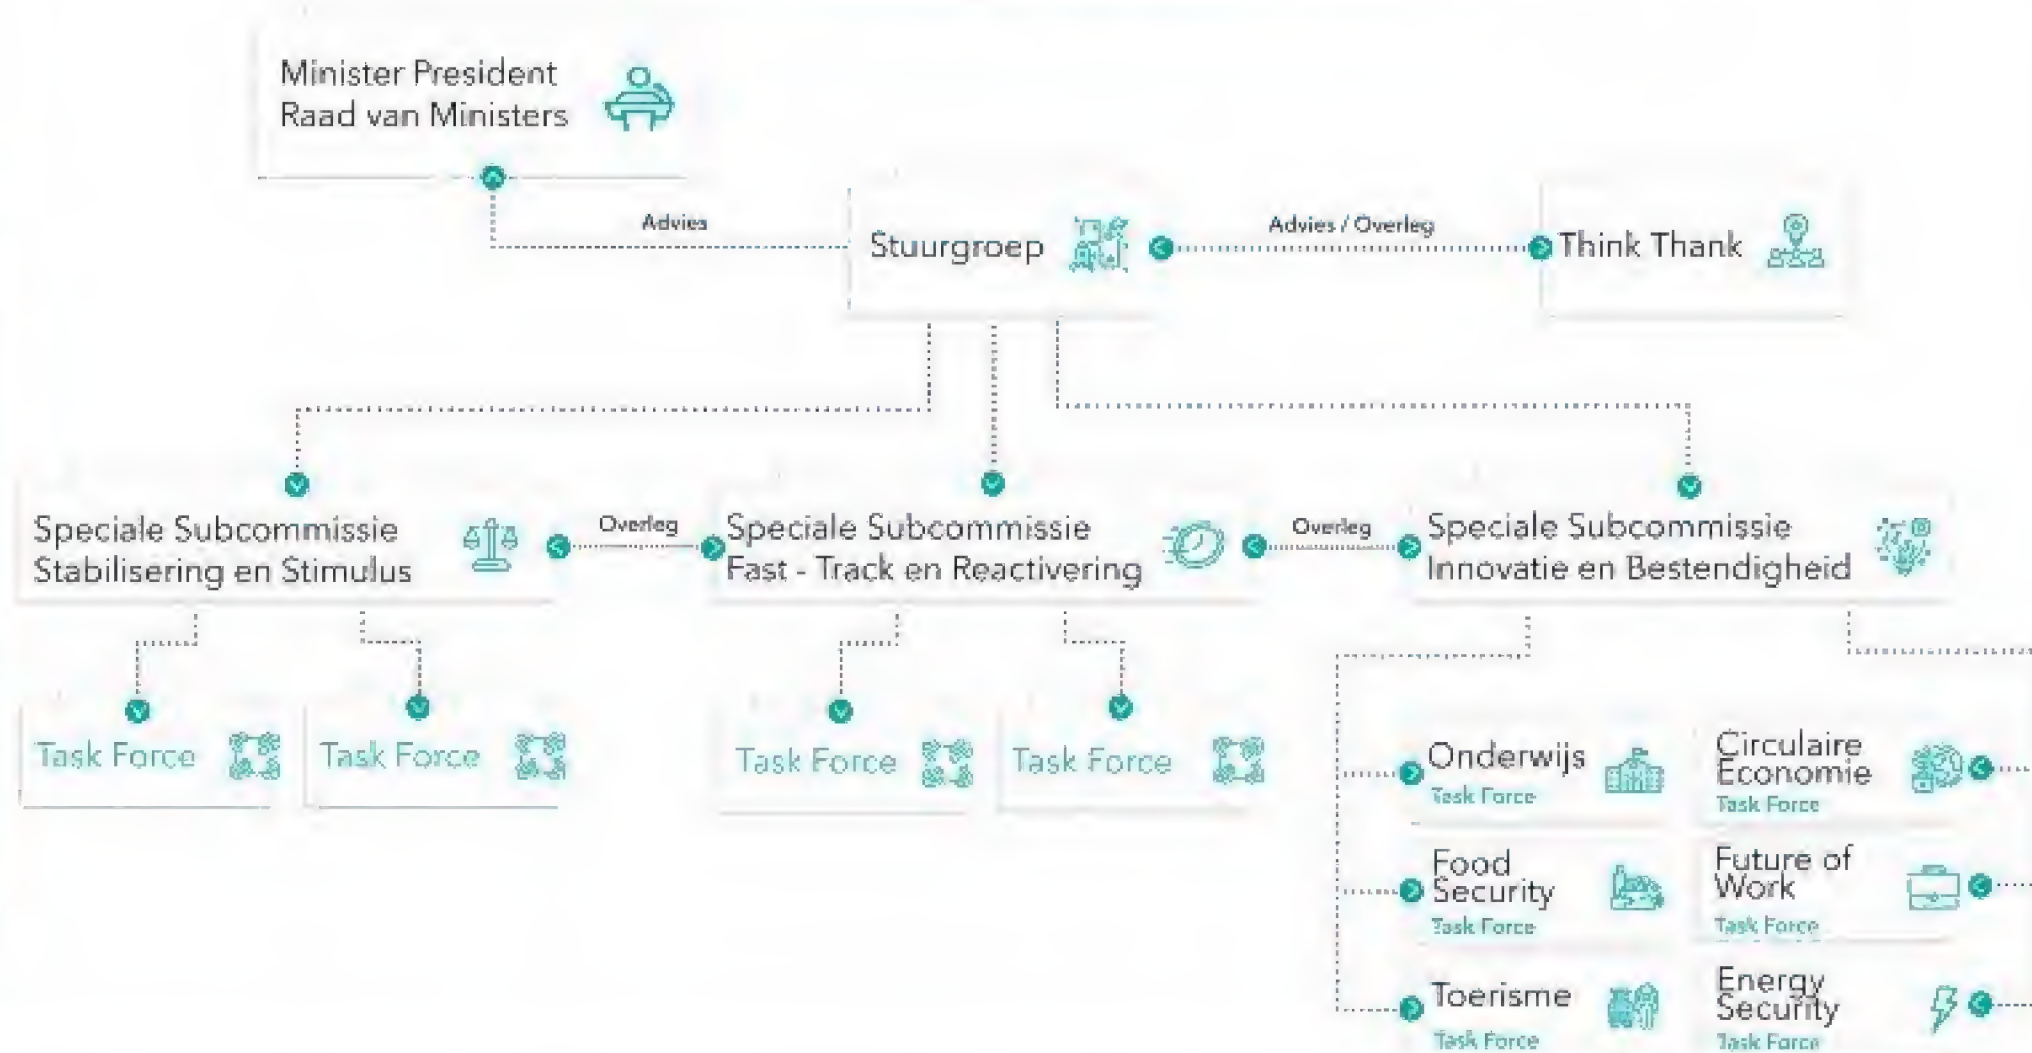 Minister President
Raad van Ministers
Advies
Stuurgroep
Advies / Overleg
Think Thank
Speciale Subcommissie
Stabilisering en Stimulus
Overleg
Speciale Subcommissie
Fast - Track en Reactivering
Overleg
Speciale Subcommissie
Innovatie en Bestendigheid
Task Force
Task Force
Task Force
Task Force
Onderwijs
Task Force
Circulaire
Economie
Task Force
Food
Security
Task Force
Future of
Work
Task Force
Toerisme
Task Force
Energy
Security
Task Force